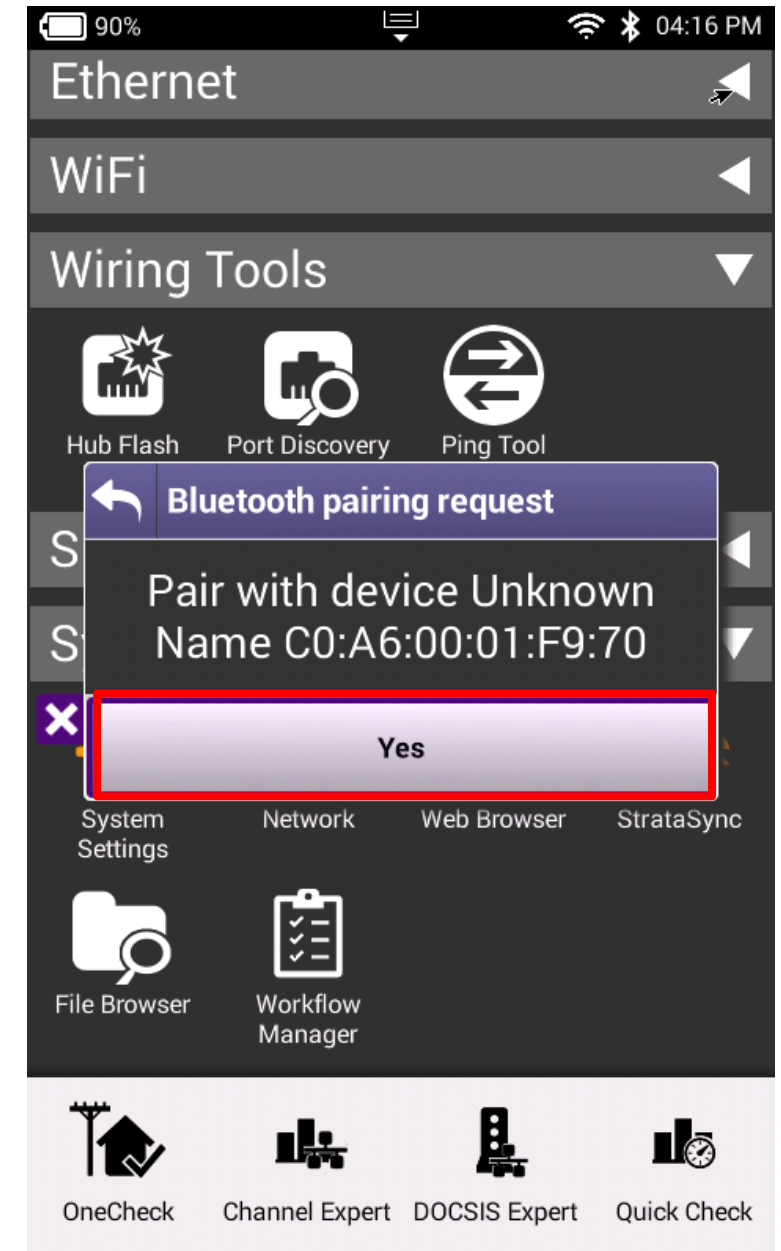 90%
04:16 PM
Ethernet
WiFi
Wiring Tools
Hub Flash
Port Discovery
Ping Tool
Bluetooth pairing request
S
Pair with device Unknown
Name C0:A6:00:01:F9:70
Sy
Yes
System
Settings
Network
Web Browser
StrataSync
File Browser
Workflow
Manager
OneCheck
Channel Expert
DOCSIS Expert
Quick Check